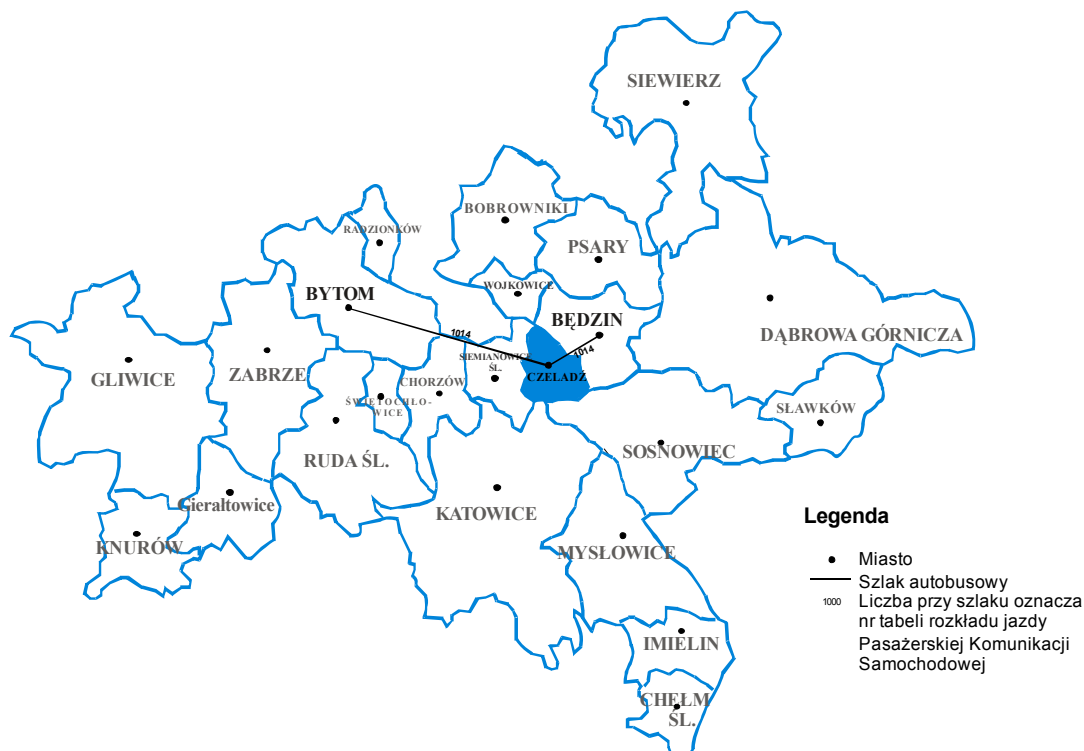 SIEWIERZ
BOBROWNIKI
RADZIONKÓW
PSARY
WOJKOWICE
BYTOM
BĘDZIN
1014
1014
DĄBROWA GÓRNICZA
SIEMIANOWICE
ŚL.
CZELADŹ
GLIWICE
ZABRZE
CHORZÓW
ŚWIĘTOCHŁO-
WICE
SŁAWKÓW
SOSNOWIEC
RUDA ŚL.
Gierałtowice
KATOWICE
KNURÓW
MYSŁOWICE
IMIELIN
CHEŁM
ŚL.
Legenda
Miasto
Szlak autobusowy
1000 Liczba przy szlaku oznacza
nr tabeli rozkładu jazdy
Pasażerskiej Komunikacji
Samochodowej